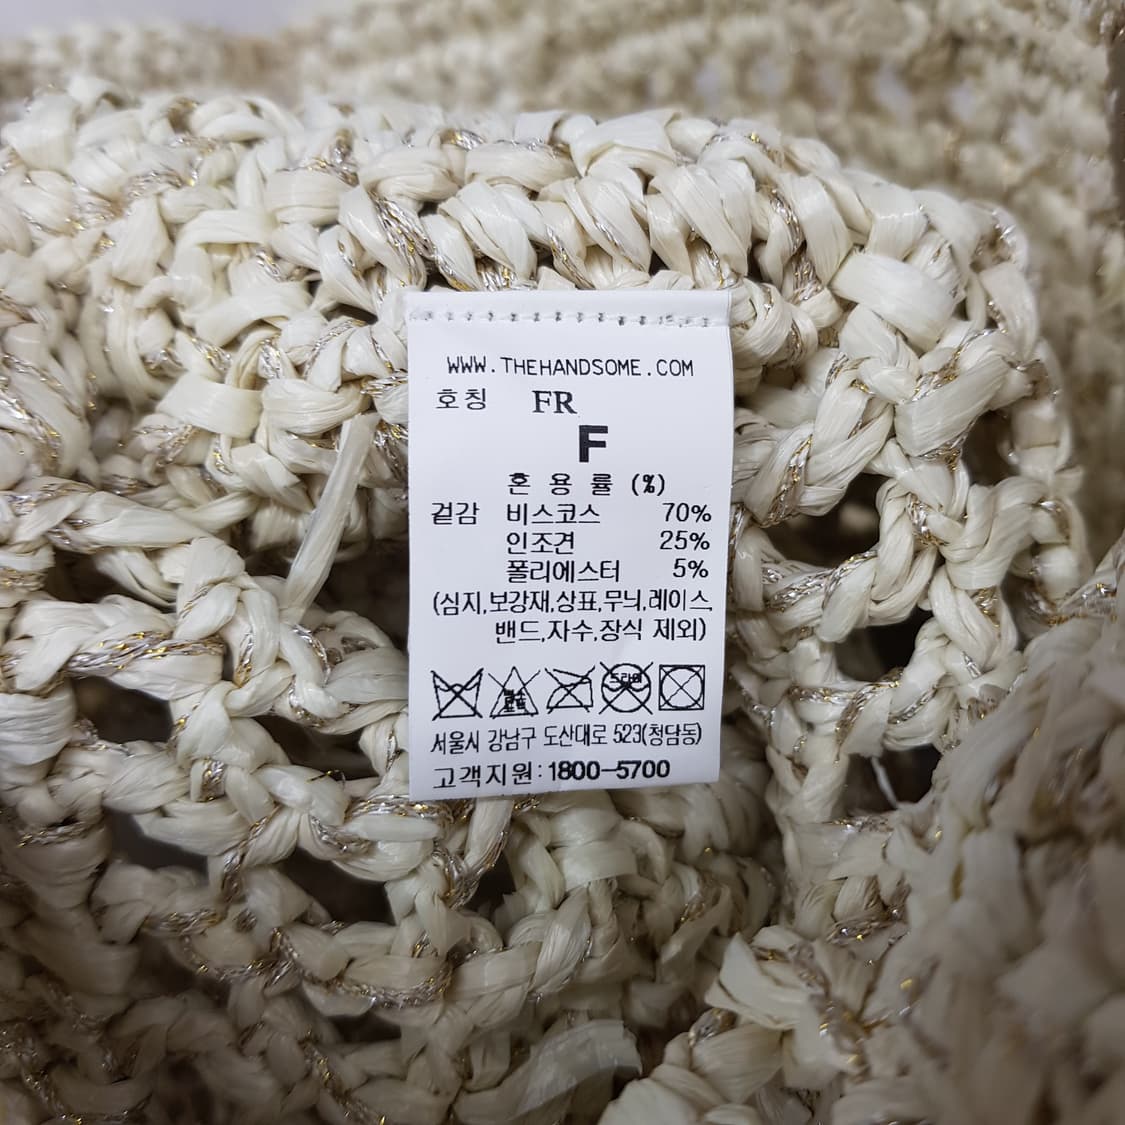 WWW.THEHANDSOME.COM
호칭 FR
F
혼 용 률 (%)
겉감 비스코스 70%
인조견 25%
폴리에스터 5%
(심지,보강재,상표,무늬,레이스,
밴드,자수,장식 제외)
드라이
서울시 강남구 도산대로 523(청담동)
고객지원:1800-5700